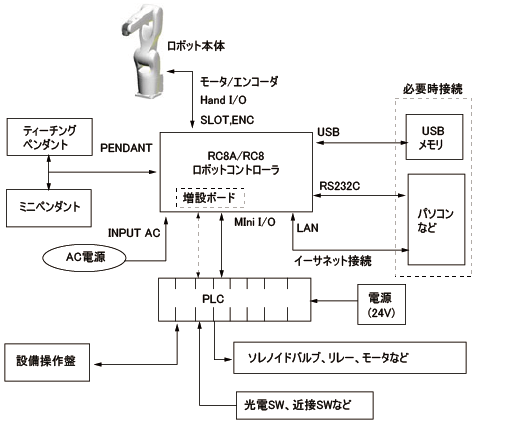 ロボット本体
モータ/エンコーダ
Hand I/O
SLOT,ENC
必要時接続
ティーチング
ペンダント
PENDANT
RC8A/RC8
ロボットコントローラ
増設ボード
USB
USB
メモリ
RS232C
ミニペンダント
パソコン
など
INPUT AC
MIni I/O
LAN
AC電源
イーサネット接続
PLC
電源
(24V)
設備操作盤
ソレノイドバルブ、リレー、モータなど
光電SW、近接SWなど